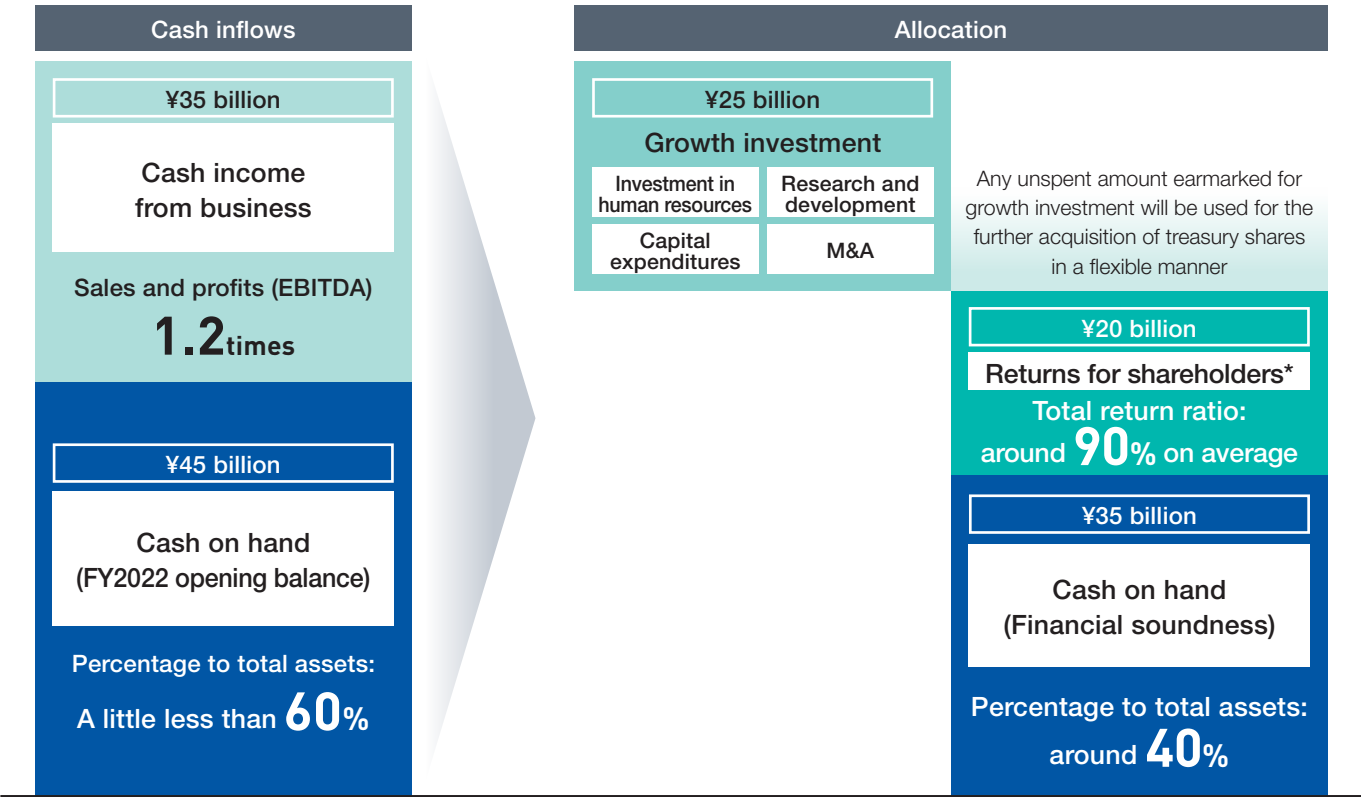 Cash inflows
¥35 billion
Cash income
from business
Sales and profits (EBITDA)
1.2times
¥45 billion
Cash on hand
(FY2022 opening balance)
Percentage to total assets:
A little less than 60%
Allocation
¥25 billion
Growth investment
Investment in
human resources
Research and
development
Capital
expenditures
M&A
Any unspent amount earmarked for
growth investment will be used for the
further acquisition of treasury shares
in a flexible manner
¥20 billion
Returns for shareholders*
Total return ratio:
around 90% on average
¥35 billion
Cash on hand
(Financial soundness)
Percentage to total assets:
around 40%